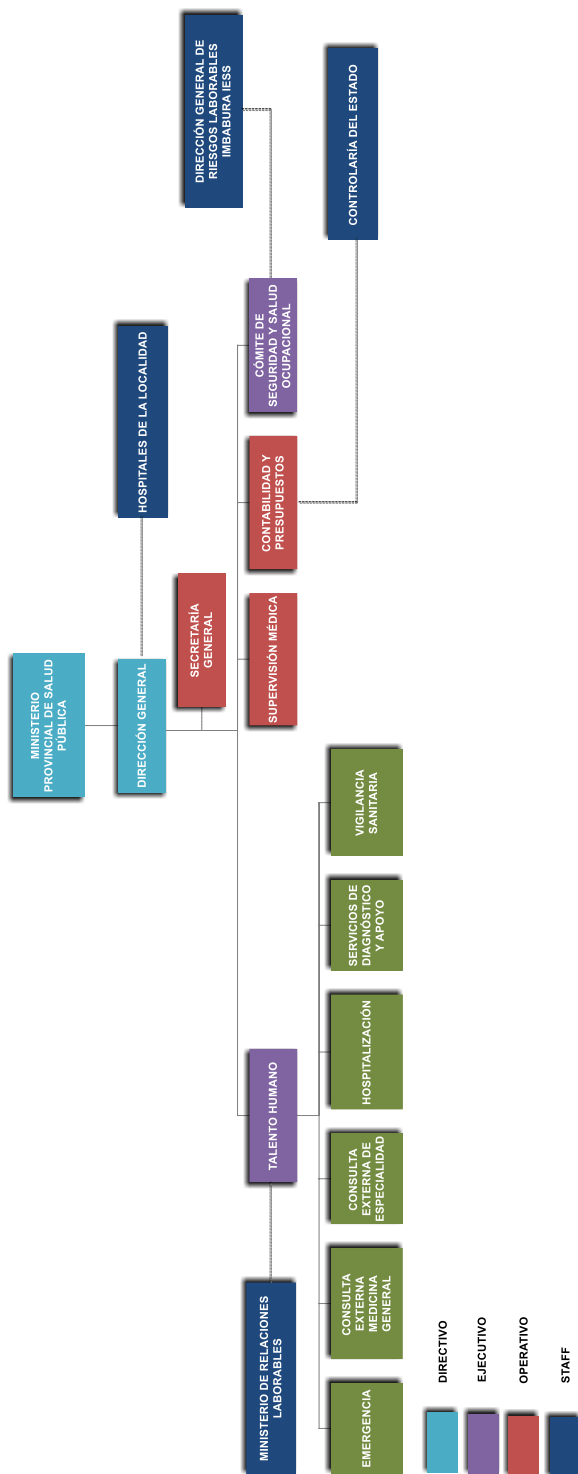 MINISTERIO
PROVINCIAL DE SALUD
PÚBLICA
DIRECCIÓN GENERAL
HOSPITALES DE LA LOCALIDAD
SECRETARÍA
GENERAL
DIRECCIÓN GENERAL DE
RIESGOS LABORABLES
IMBABURA IESS
MINISTERIO DE RELACIONES
LABORABLES
TALENTO HUMANO
SUPERVISIÓN MÉDICA
CONTABILIDAD Y
PRESUPUESTOS
CÓMITE DE
SEGURIDAD Y SALUD
OCUPACIONAL
CONTROLARÍA DEL ESTADO
EMERGENCIA
CONSULTA
EXTERNA
MEDICINA
GENERAL
CONSULTA
EXTERNA DE
ESPECIALIDAD
HOSPITALIZACIÓN
SERVICIOS DE
DIAGNÓSTICO
Y APOYO
VIGILANCIA
SANITARIA
DIRECTIVO
EJECUTIVO
OPERATIVO
STAFF